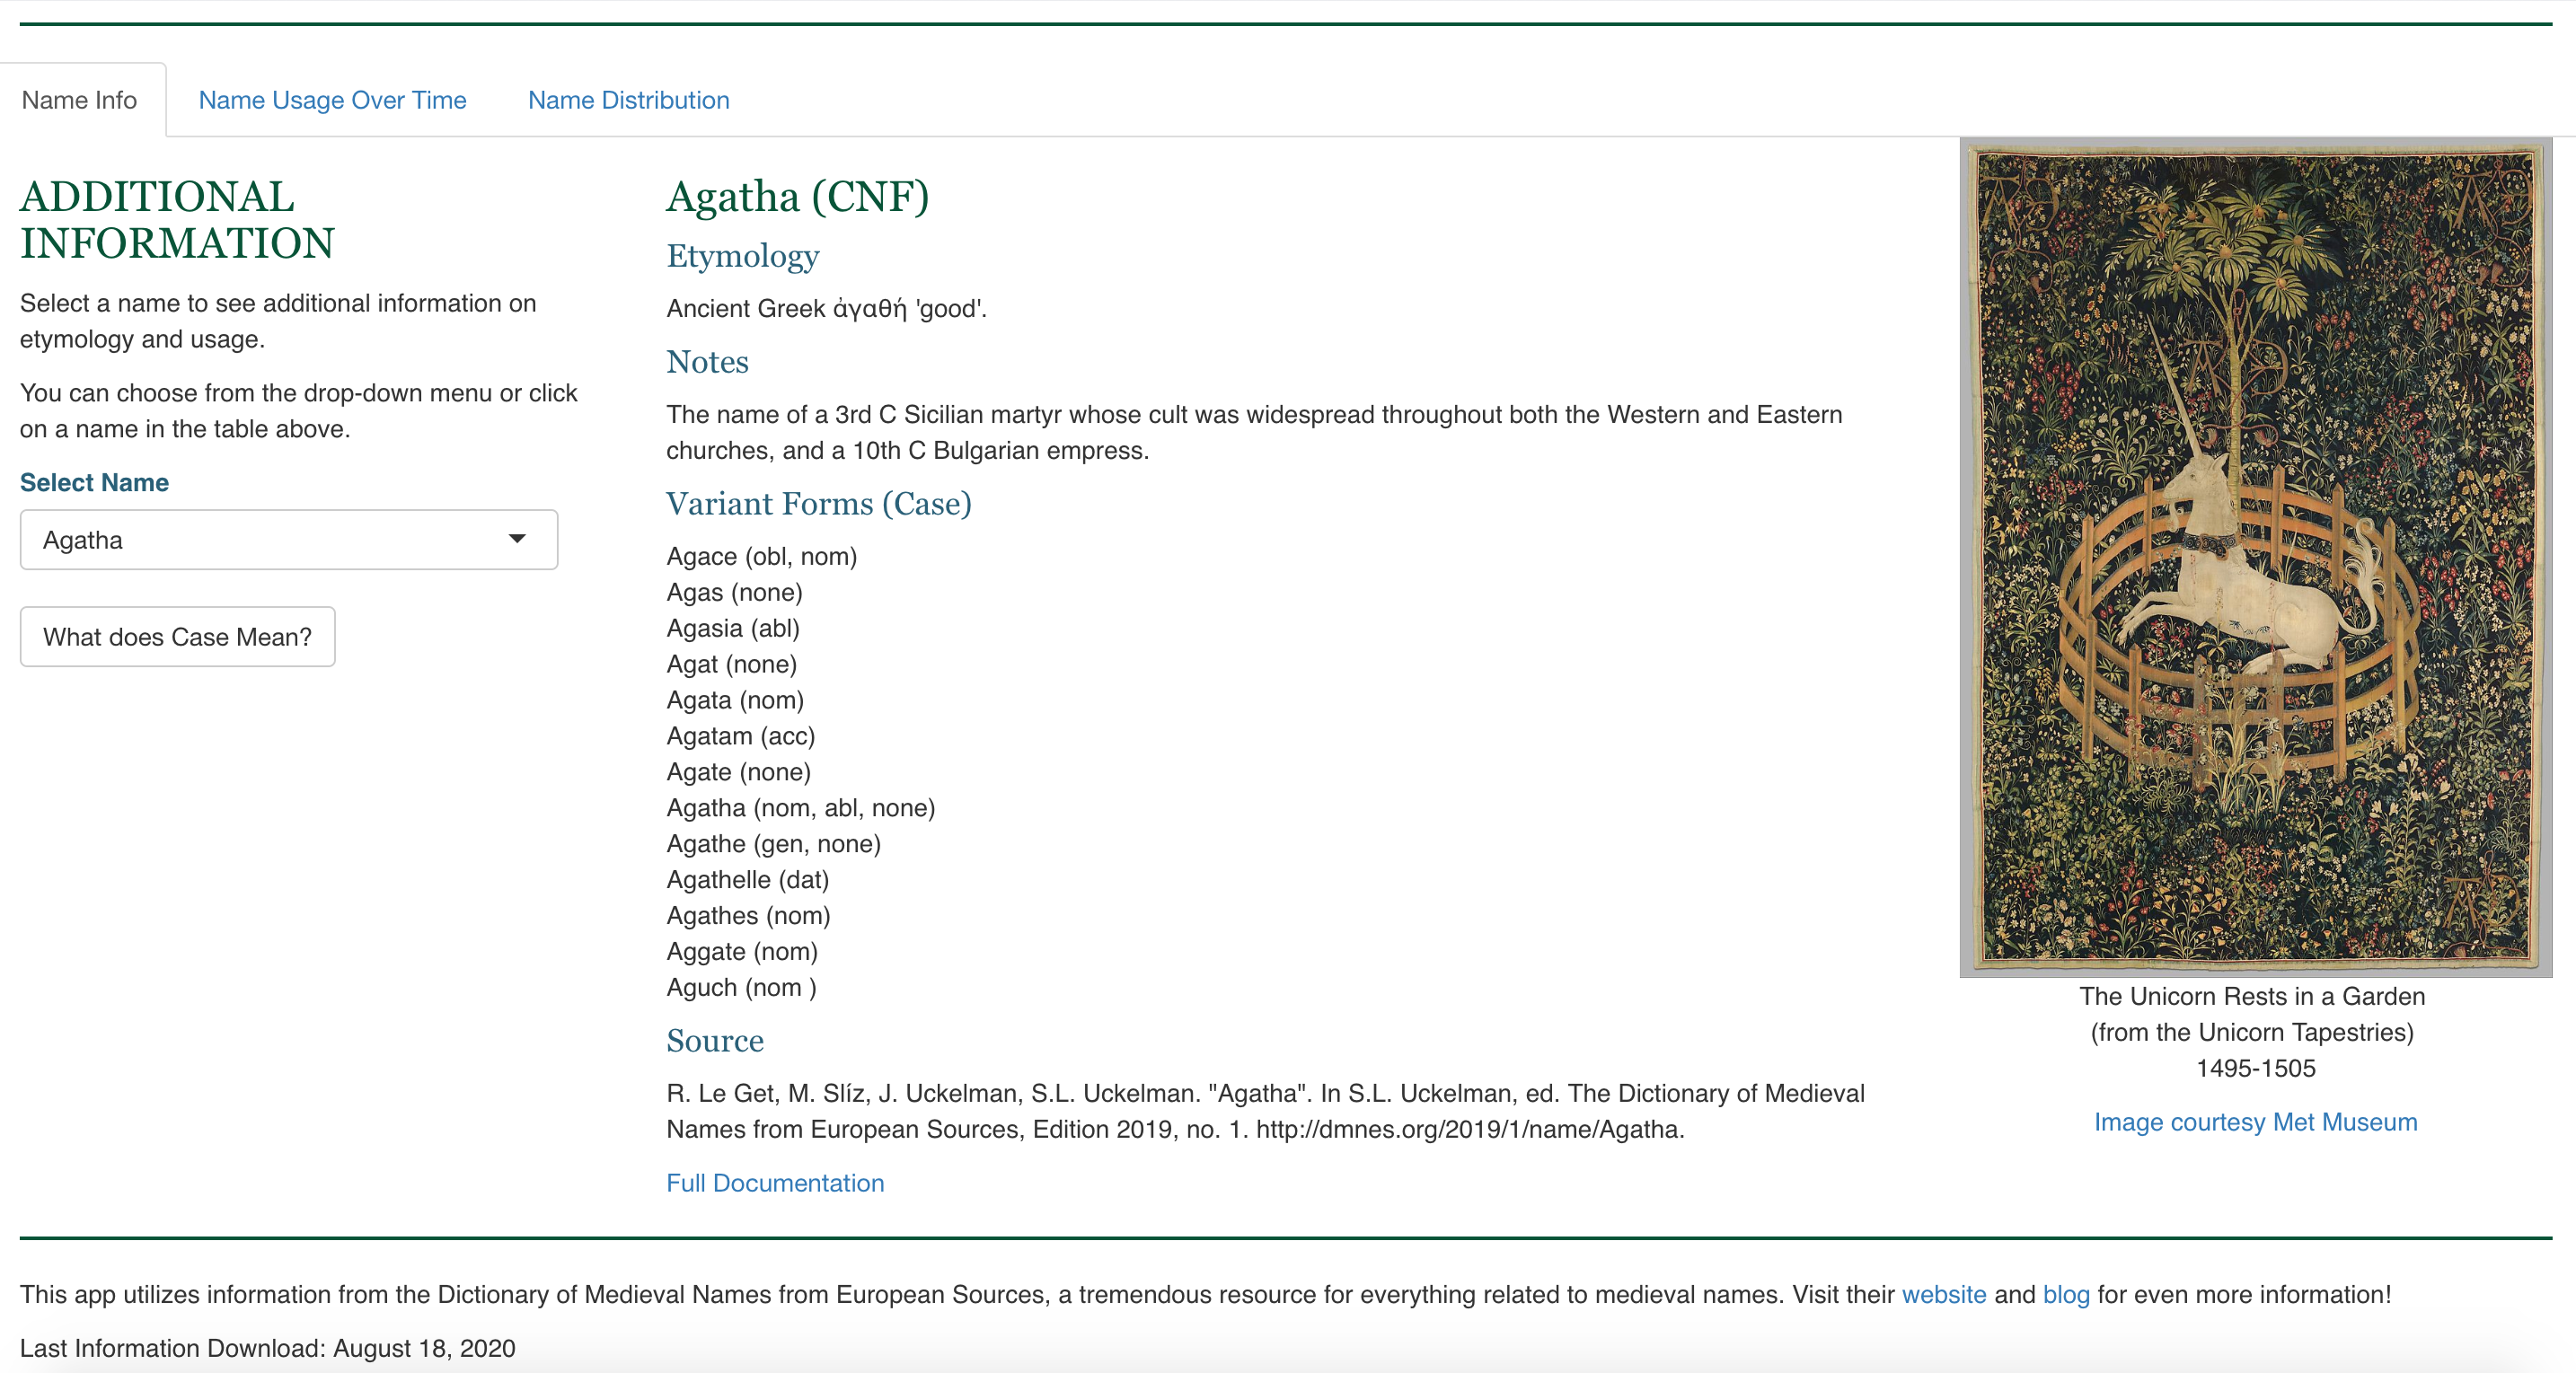 Name Info
Name Usage Over Time
Name Distribution
ADDITIONAL
INFORMATION
Select a name to see additional information on
etymology and usage.
You can choose from the drop-down menu or click
on a name in the table above.
Select Name
Agatha
What does Case Mean?
Agatha (CNF)
Etymology
Ancient Greek ἀγαθή 'good'.
Notes
The name of a 3rd C Sicilian martyr whose cult was widespread throughout both the Western and Eastern
churches, and a 10th C Bulgarian empress.
Variant Forms (Case)
Agace (obl, nom)
Agas (none)
Agasia (abl)
Agat (none)
Agata (nom)
Agatam (acc)
Agate (none)
Agatha (nom, abl, none)
Agathe (gen, none)
Agathelle (dat)
Agathes (nom)
Aggate (nom)
Aguch (nom )
Source
R. Le Get, M. Slíz, J. Uckelman, S.L. Uckelman. "Agatha". In S.L. Uckelman, ed. The Dictionary of Medieval
Names from European Sources, Edition 2019, no. 1. http://dmnes.org/2019/1/name/Agatha.
Full Documentation
The Unicorn Rests in a Garden
(from the Unicorn Tapestries)
1495-1505
Image courtesy Met Museum
This app utilizes information from the Dictionary of Medieval Names from European Sources, a tremendous resource for everything related to medieval names. Visit their website and blog for even more information!
Last Information Download: August 18, 2020